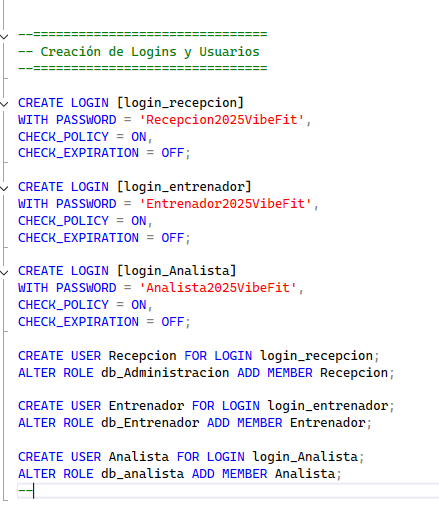 --==============================
-- Creación de Logins y Usuarios
--==============================
CREATE LOGIN [login_recepcion]
WITH PASSWORD = 'Recepcion2025VibeFit',
CHECK_POLICY = ON,
CHECK_EXPIRATION = OFF;
CREATE LOGIN [login_entrenador]
WITH PASSWORD = 'Entrenador2025VibeFit',
CHECK_POLICY = ON,
CHECK_EXPIRATION = OFF;
CREATE LOGIN [login_Analista]
WITH PASSWORD = 'Analista2025VibeFit',
CHECK_POLICY = ON,
CHECK_EXPIRATION = OFF;
CREATE USER Recepcion FOR LOGIN login_recepcion;
ALTER ROLE db_Administracion ADD MEMBER Recepcion;
CREATE USER Entrenador FOR LOGIN login_entrenador;
ALTER ROLE db_Entrenador ADD MEMBER Entrenador;
CREATE USER Analista FOR LOGIN login_Analista;
ALTER ROLE db_analista ADD MEMBER Analista;
--